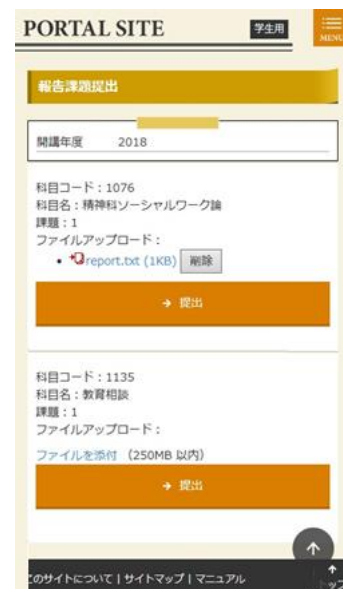 PORTAL SITE
学生用
MENU
報告課題提出
開講年度 2018
科目コード：1076
科目名：精神科ソーシャルワーク論
課題：1
ファイルアップロード：
report.txt (1KB) 削除
→ 提出
科目コード：1135
科目名：教育相談
課題：1
ファイルアップロード：
ファイルを添付 （250MB 以内）
→ 提出
このサイトについて | サイトマップ | マニュアル
トップ